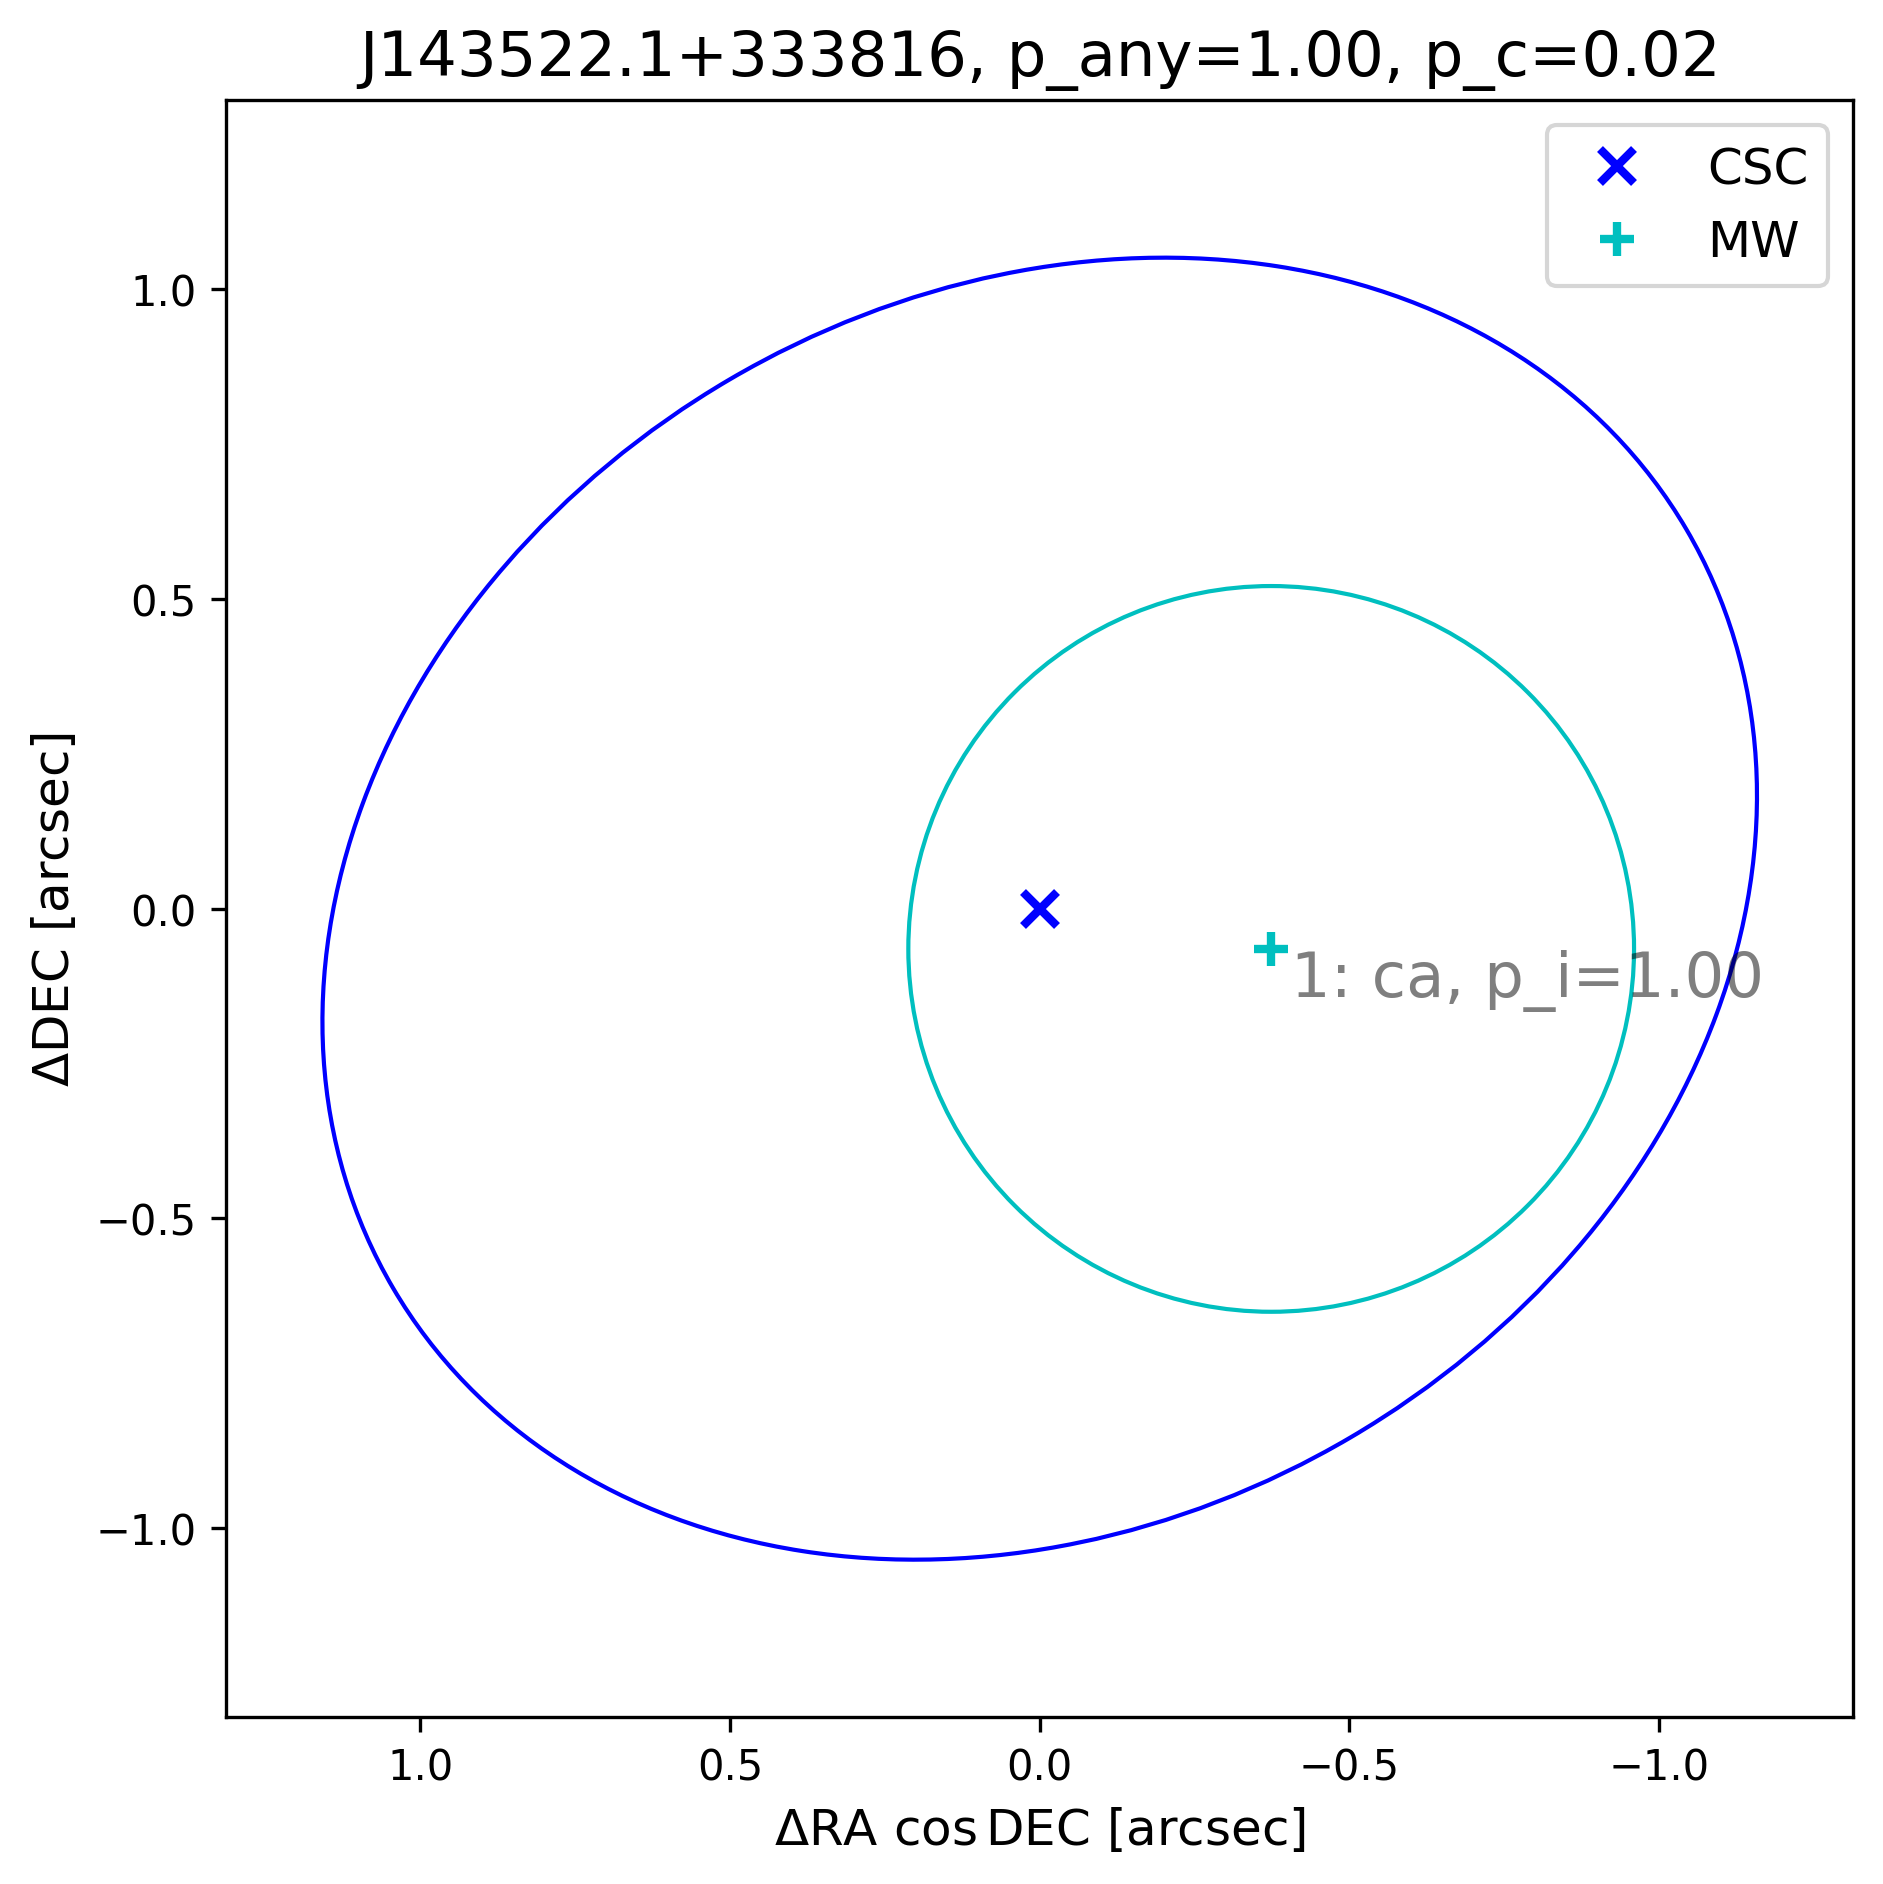 J143522.1+333816, p_any=1.00, p_c=0.02
CSC
MW
1.0
0.5
0.0
−0.5
−1.0
ΔDEC [arcsec]
1: ca, p_i=1.00
1.0
0.5
0.0
−0.5
−1.0
ΔRA cos DEC [arcsec]